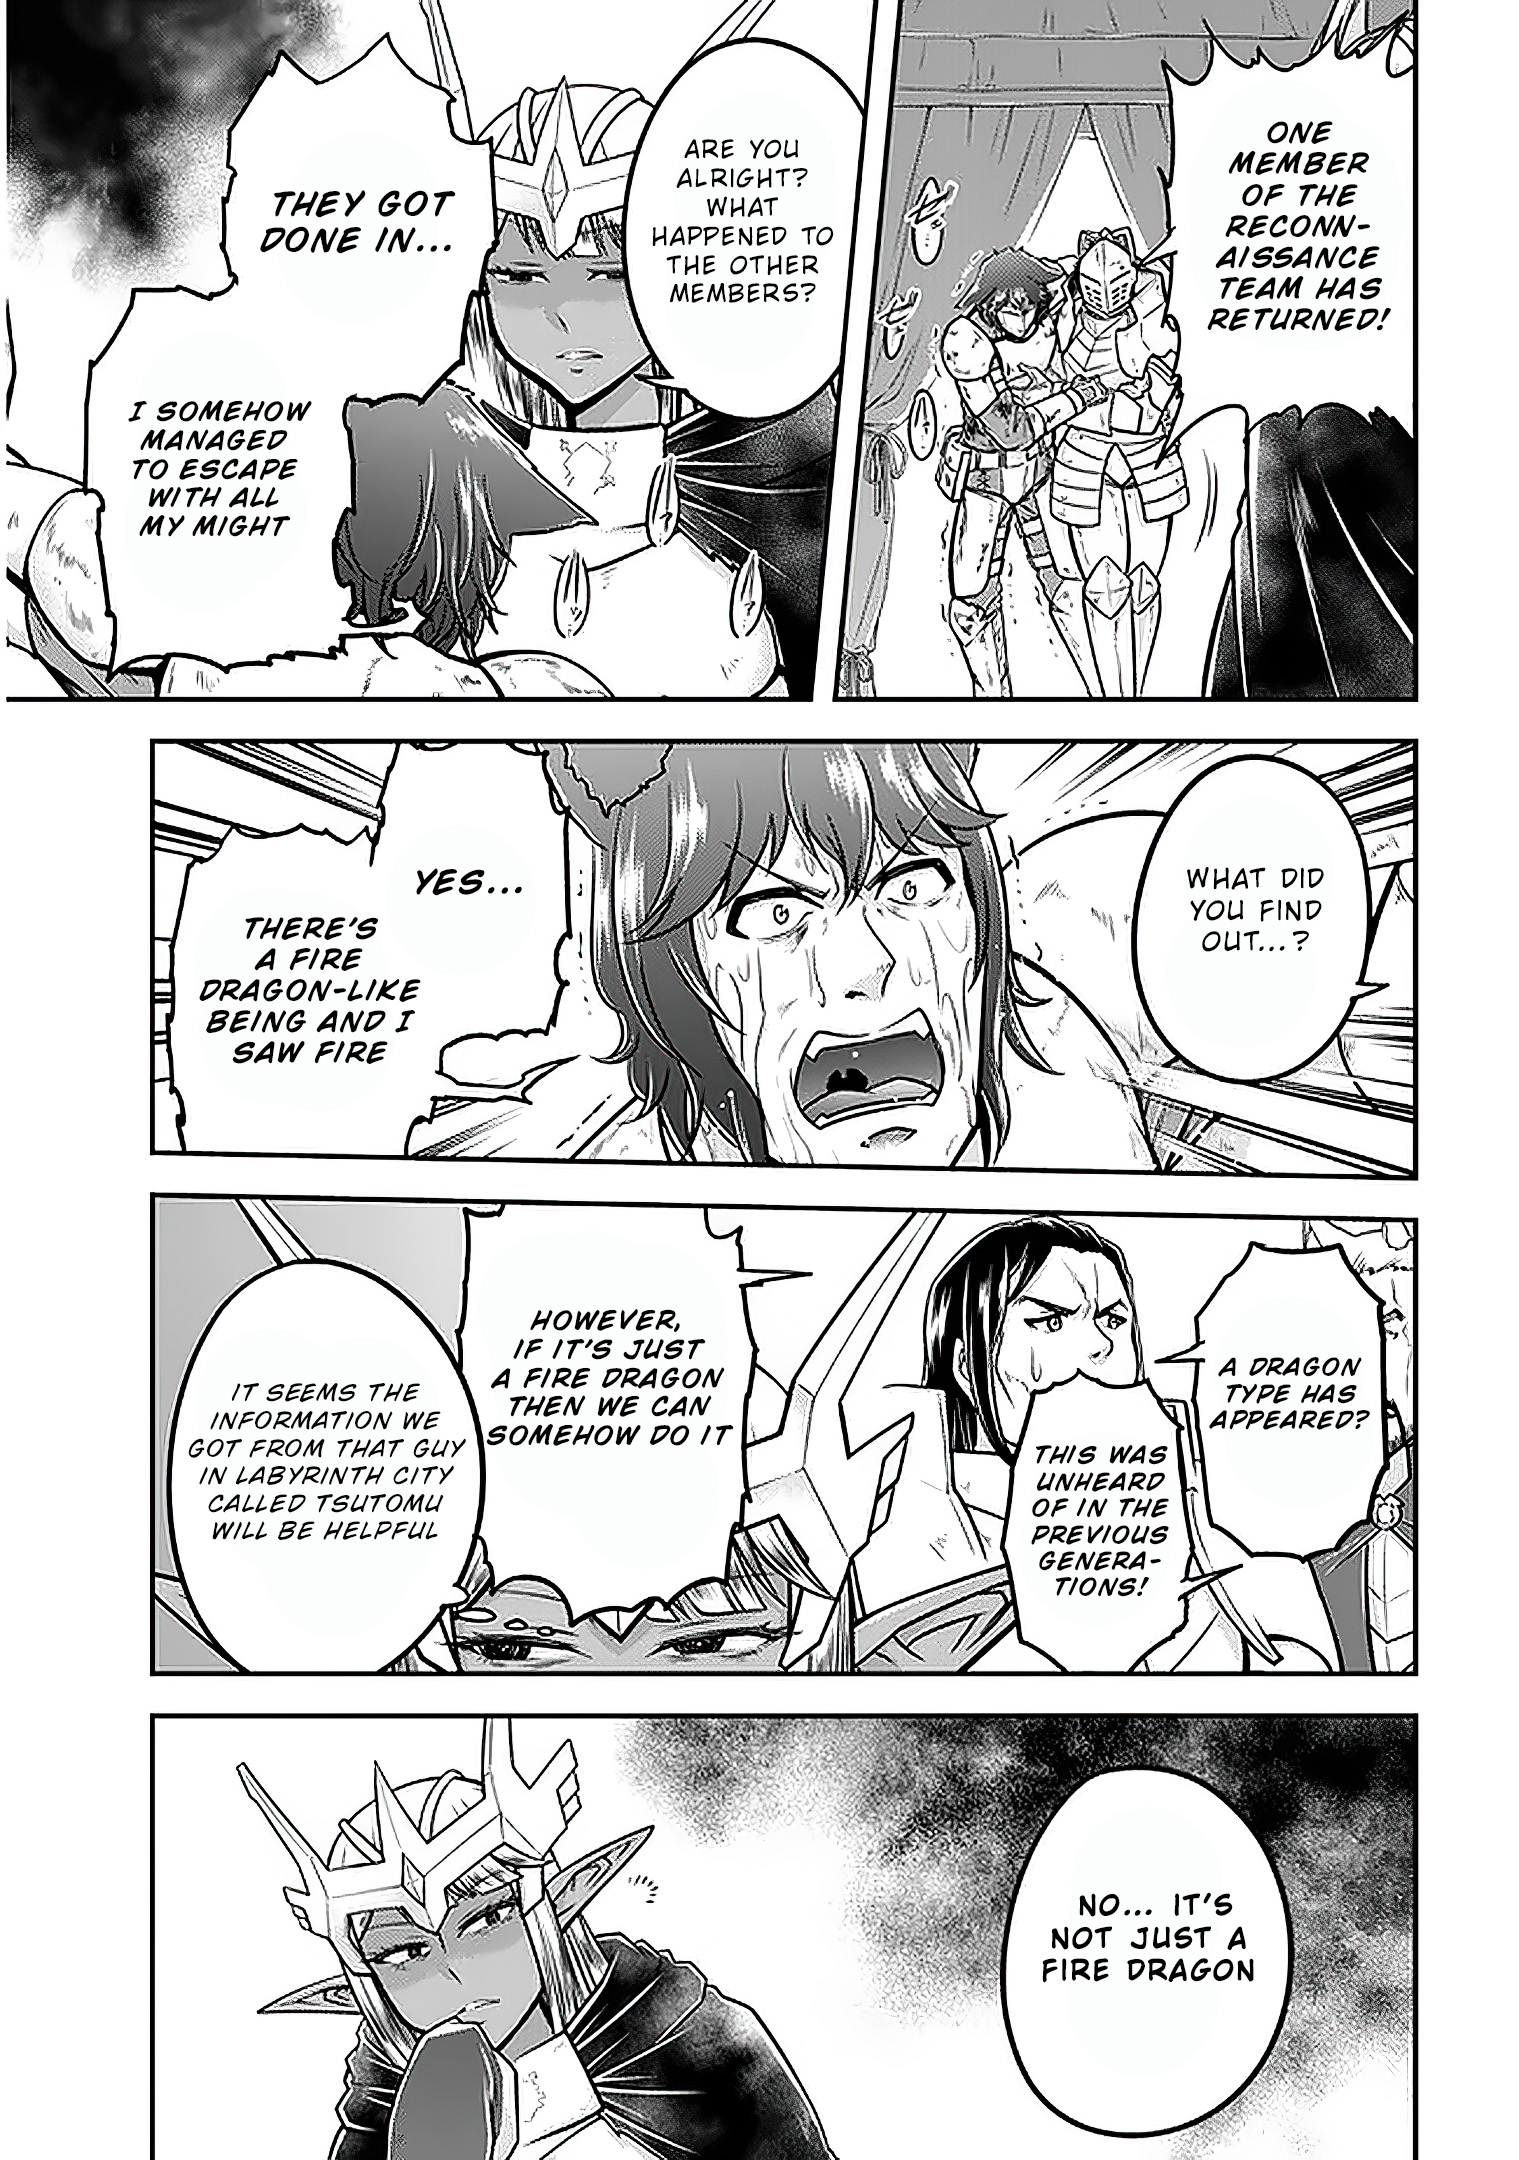 ONE
MEMBER
OF THE
RECONN-
AISSANCE
TEAM HAS
RETURNED!
ARE YOU
ALRIGHT?
WHAT
HAPPENED TO
THE OTHER
MEMBERS?
THEY GOT
DONE IN...
I SOMEHOW
MANAGED
TO ESCAPE
WITH ALL
MY MIGHT
WHAT DID
YOU FIND
OUT...?
YES...
THERE'S
A FIRE
DRAGON-LIKE
BEING AND I
SAW FIRE
A DRAGON
TYPE HAS
APPEARED?
THIS WAS
UNHEARD
OF IN THE
PREVIOUS
GENERA-
TIONS!
HOWEVER,
IF IT'S JUST
A FIRE DRAGON
THEN WE CAN
SOMEHOW DO IT
IT SEEMS THE
INFORMATION WE
GOT FROM THAT GUY
IN LABYRINTH CITY
CALLED TSUTOMU
WILL BE HELPFUL
NO... IT'S
NOT JUST A
FIRE DRAGON